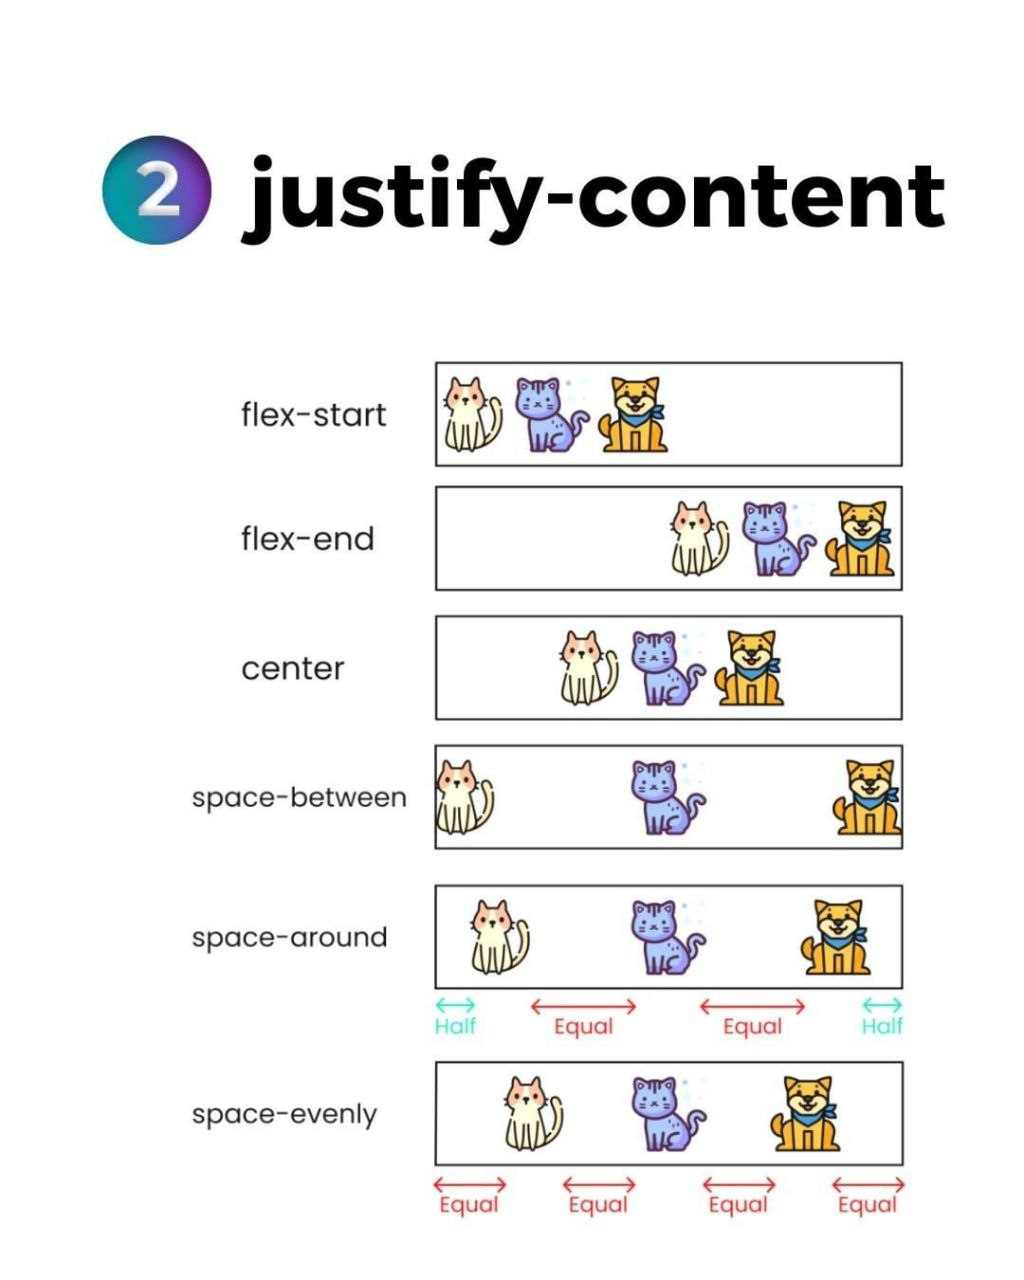 2 justify-content
flex-start
flex-end
center
space-between
space-around
Half Equal Equal Half
space-evenly
Equal Equal Equal Equal